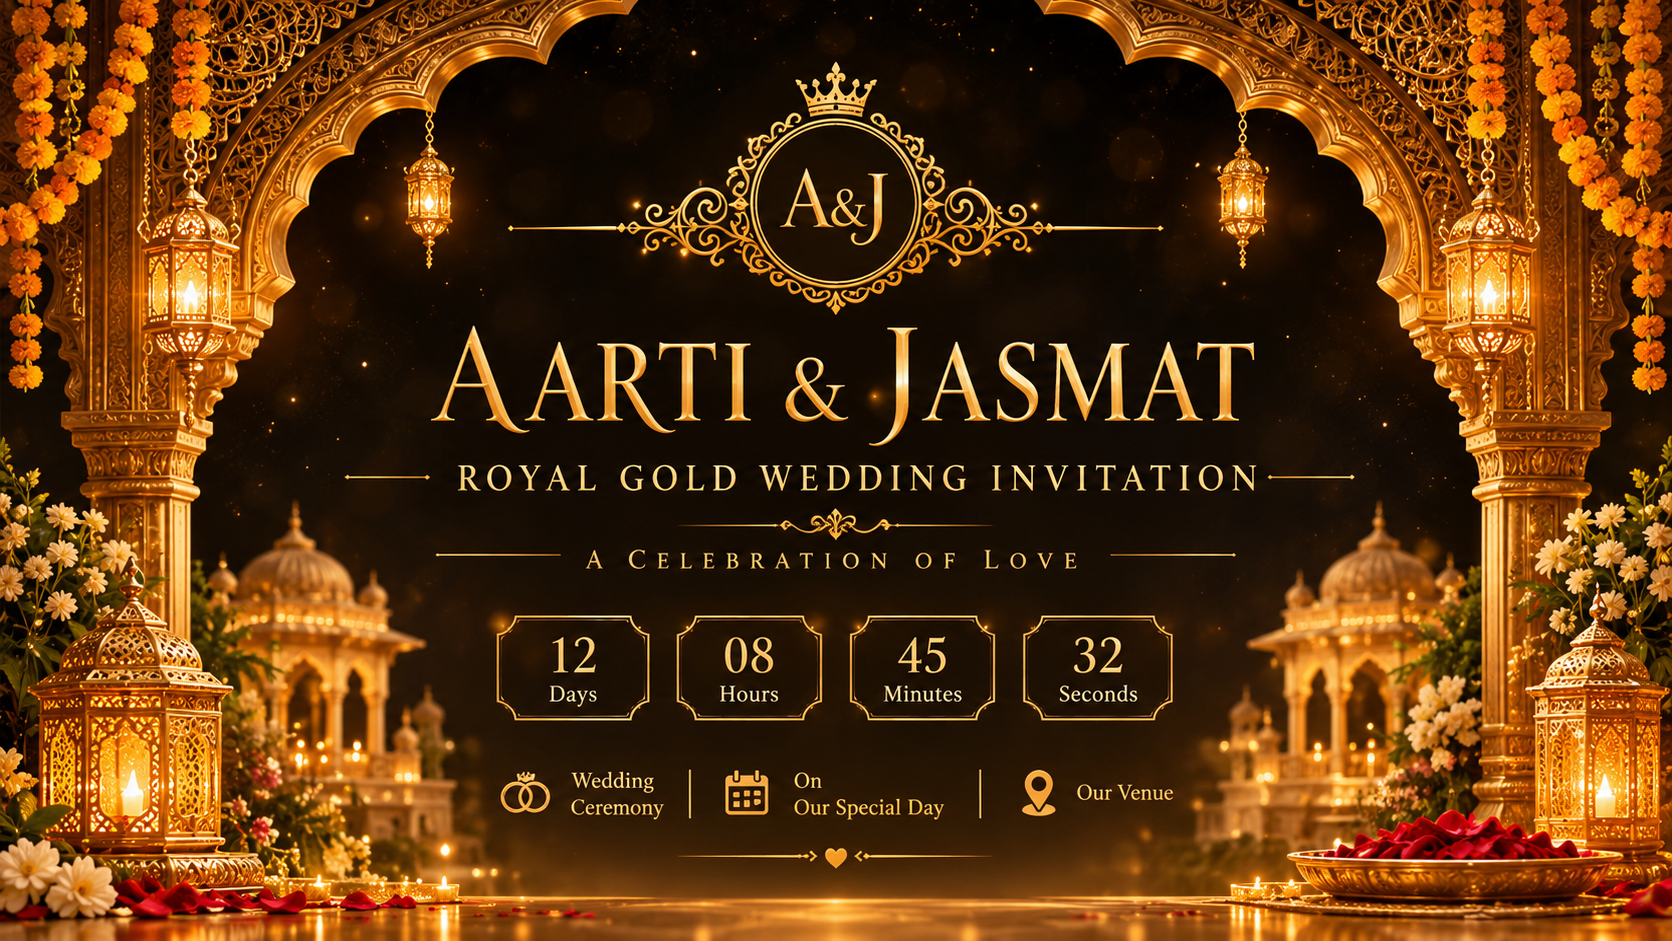 A&J
AARTI & JASMAT
ROYAL GOLD WEDDING INVITATION
A CELEBRATION OF LOVE
12
Days
08
Hours
45
Minutes
32
Seconds
Wedding
Ceremony
On
Our Special Day
Our Venue